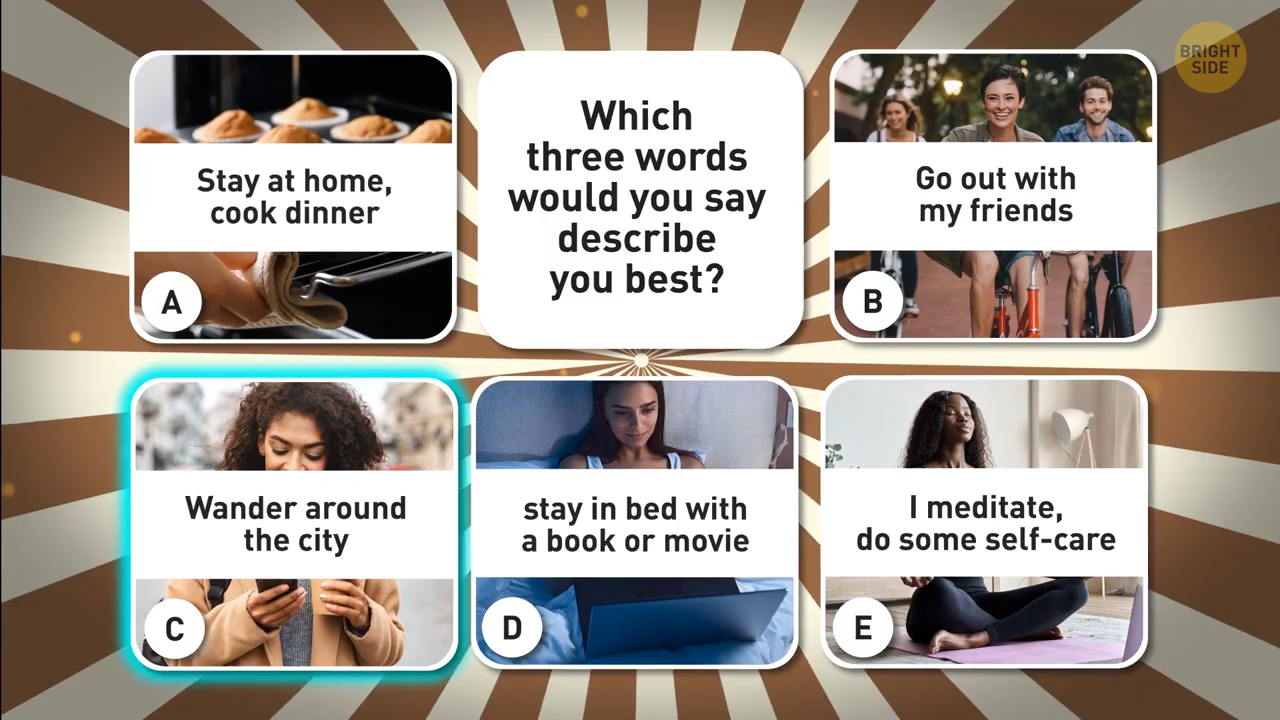 BRIGHT
SIDE
Stay at home,
cook dinner
A
Which
three words
would you say
describe
you best?
Go out with
my friends
B
Wander around
the city
C
stay in bed with
a book or movie
D
I meditate,
do some self-care
E